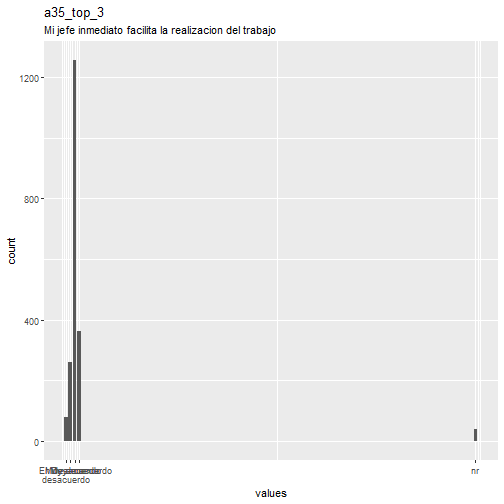 a35_top_3
Mi jefe inmediato facilita la realizacion del trabajo
1200
800
400
0
count
nr
desacuerdo
values